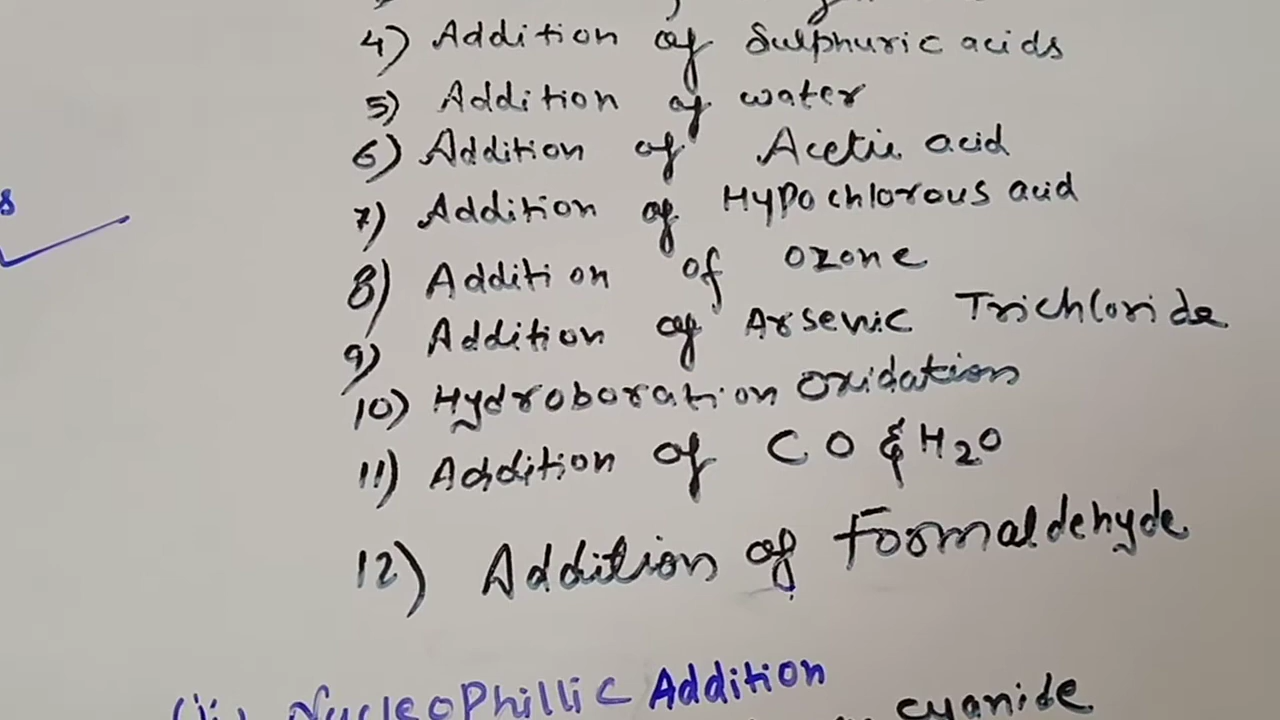 4) Addition of Sulphuric acids
5) Addition of water
6) Addition of Acetic acid
7) Addition of Hypochlorous acid
8) Addition of ozone
9) Addition of Arsenic Trichloride
10) Hydroboration Oxidation
11) Addition of CO & H2O
12) Addition of Formaldehyde
(ii) Nucleophillic Addition
cyanide